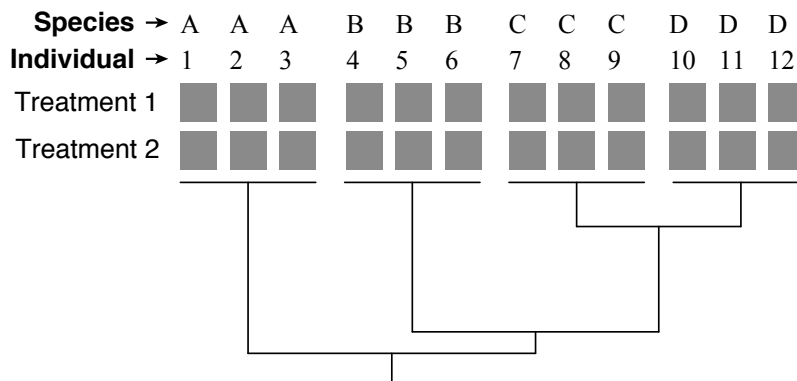 Species → A A A B B B C C C D D D
Individual → 1 2 3 4 5 6 7 8 9 10 11 12
Treatment 1
Treatment 2